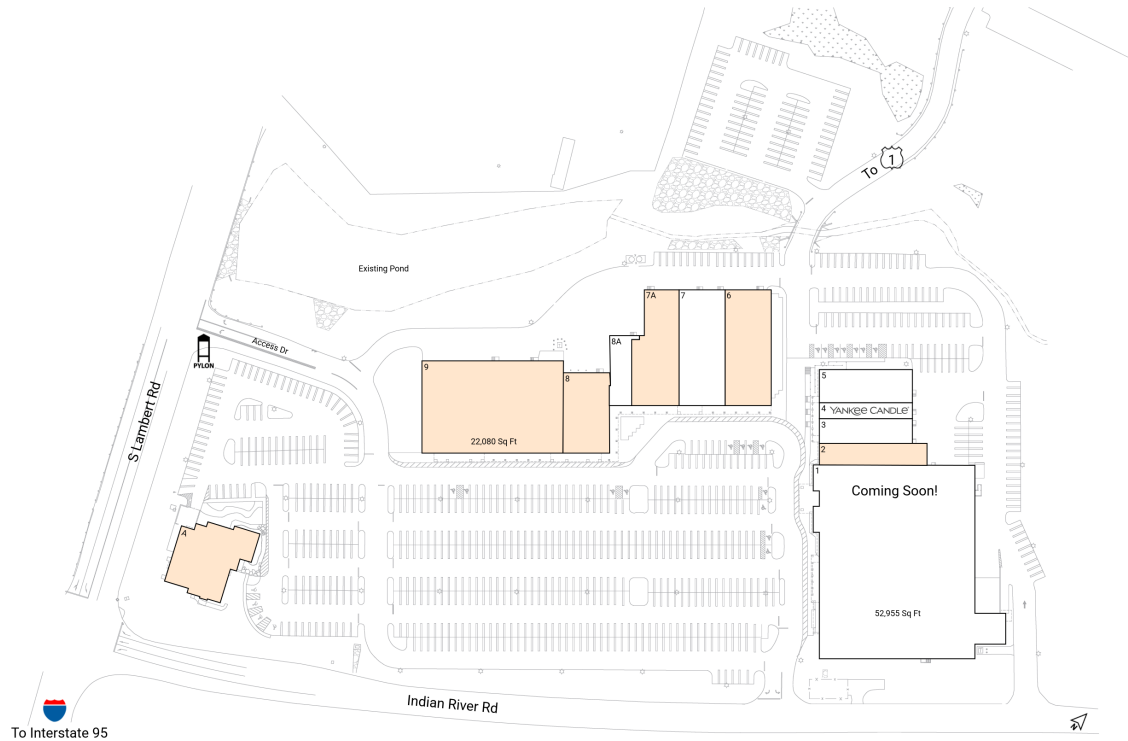 To 1
Existing Pond
7A
7
6
8A
Access Dr
PYLON
9
8
5
4 YANKEE CANDLE
3
2
1
Coming Soon!
S Lambert Rd
22,080 Sq Ft
A
52,955 Sq Ft
Indian River Rd
To Interstate 95
N